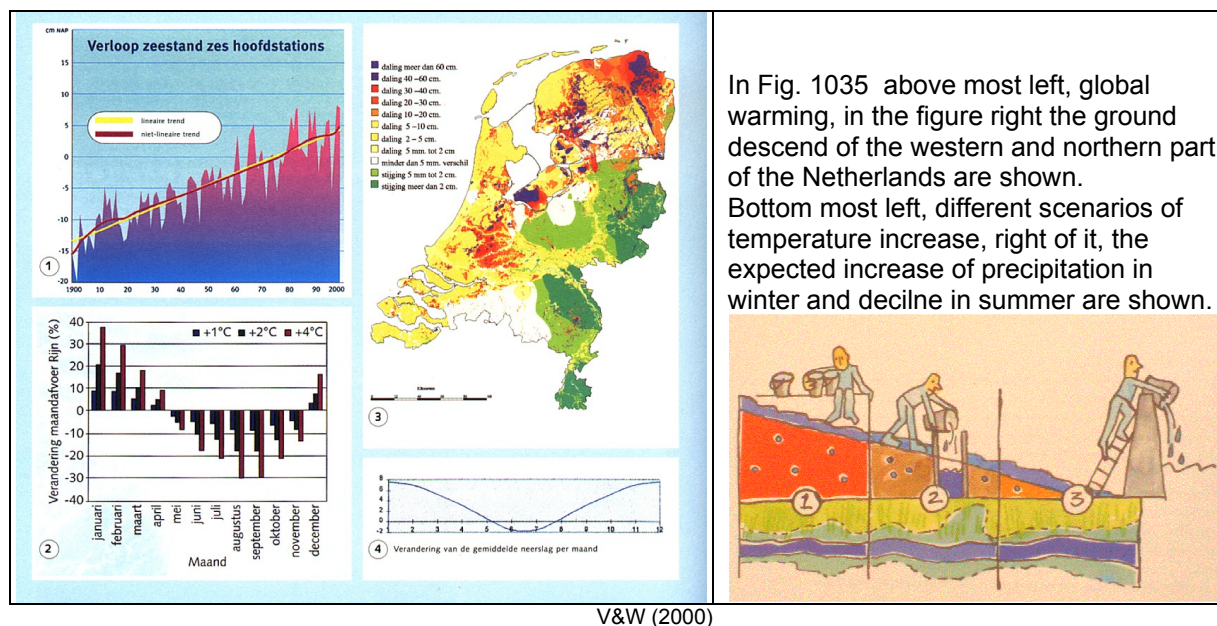 cm NAP
Verloop zeestand zes hoofdstations
15
10
5
0
-5
-10
-15
-20
lineaire trend
niet-lineaire trend
1
1900 10 20 30 40 50 60 70 80 90 2000
Verandering maandafvoer Rijn (%)
40
30
20
10
0
-10
-20
-30
-40
+1°C +2°C +4°C
januari
februari
maart
april
mei
juni
juli
augustus
september
oktober
november
december
Maand
2
daling meer dan 60 cm.
daling 40 -60 cm.
daling 30 -40cm.
daling 20 -30 cm.
daling 10 -20 cm.
daling 5 -10 cm.
daling 2 - 5 cm.
daling 5 mm. tot 2 cm
minder dan 5 mm. verschil
stijging 5 mm tot 2 cm
stijging meer dan 2 cm.
3
8
6
4
2
0
-2
1 2 3 4 5 6 7 8 9 10 11 12
4
Verandering van de gemiddelde neerslag per maand
In Fig. 1035 above most left, global
warming, in the figure right the ground
descend of the western and northern part
of the Netherlands are shown.
Bottom most left, different scenarios of
temperature increase, right of it, the
expected increase of precipitation in
winter and decilne in summer are shown.
1 2 3
V&W (2000)